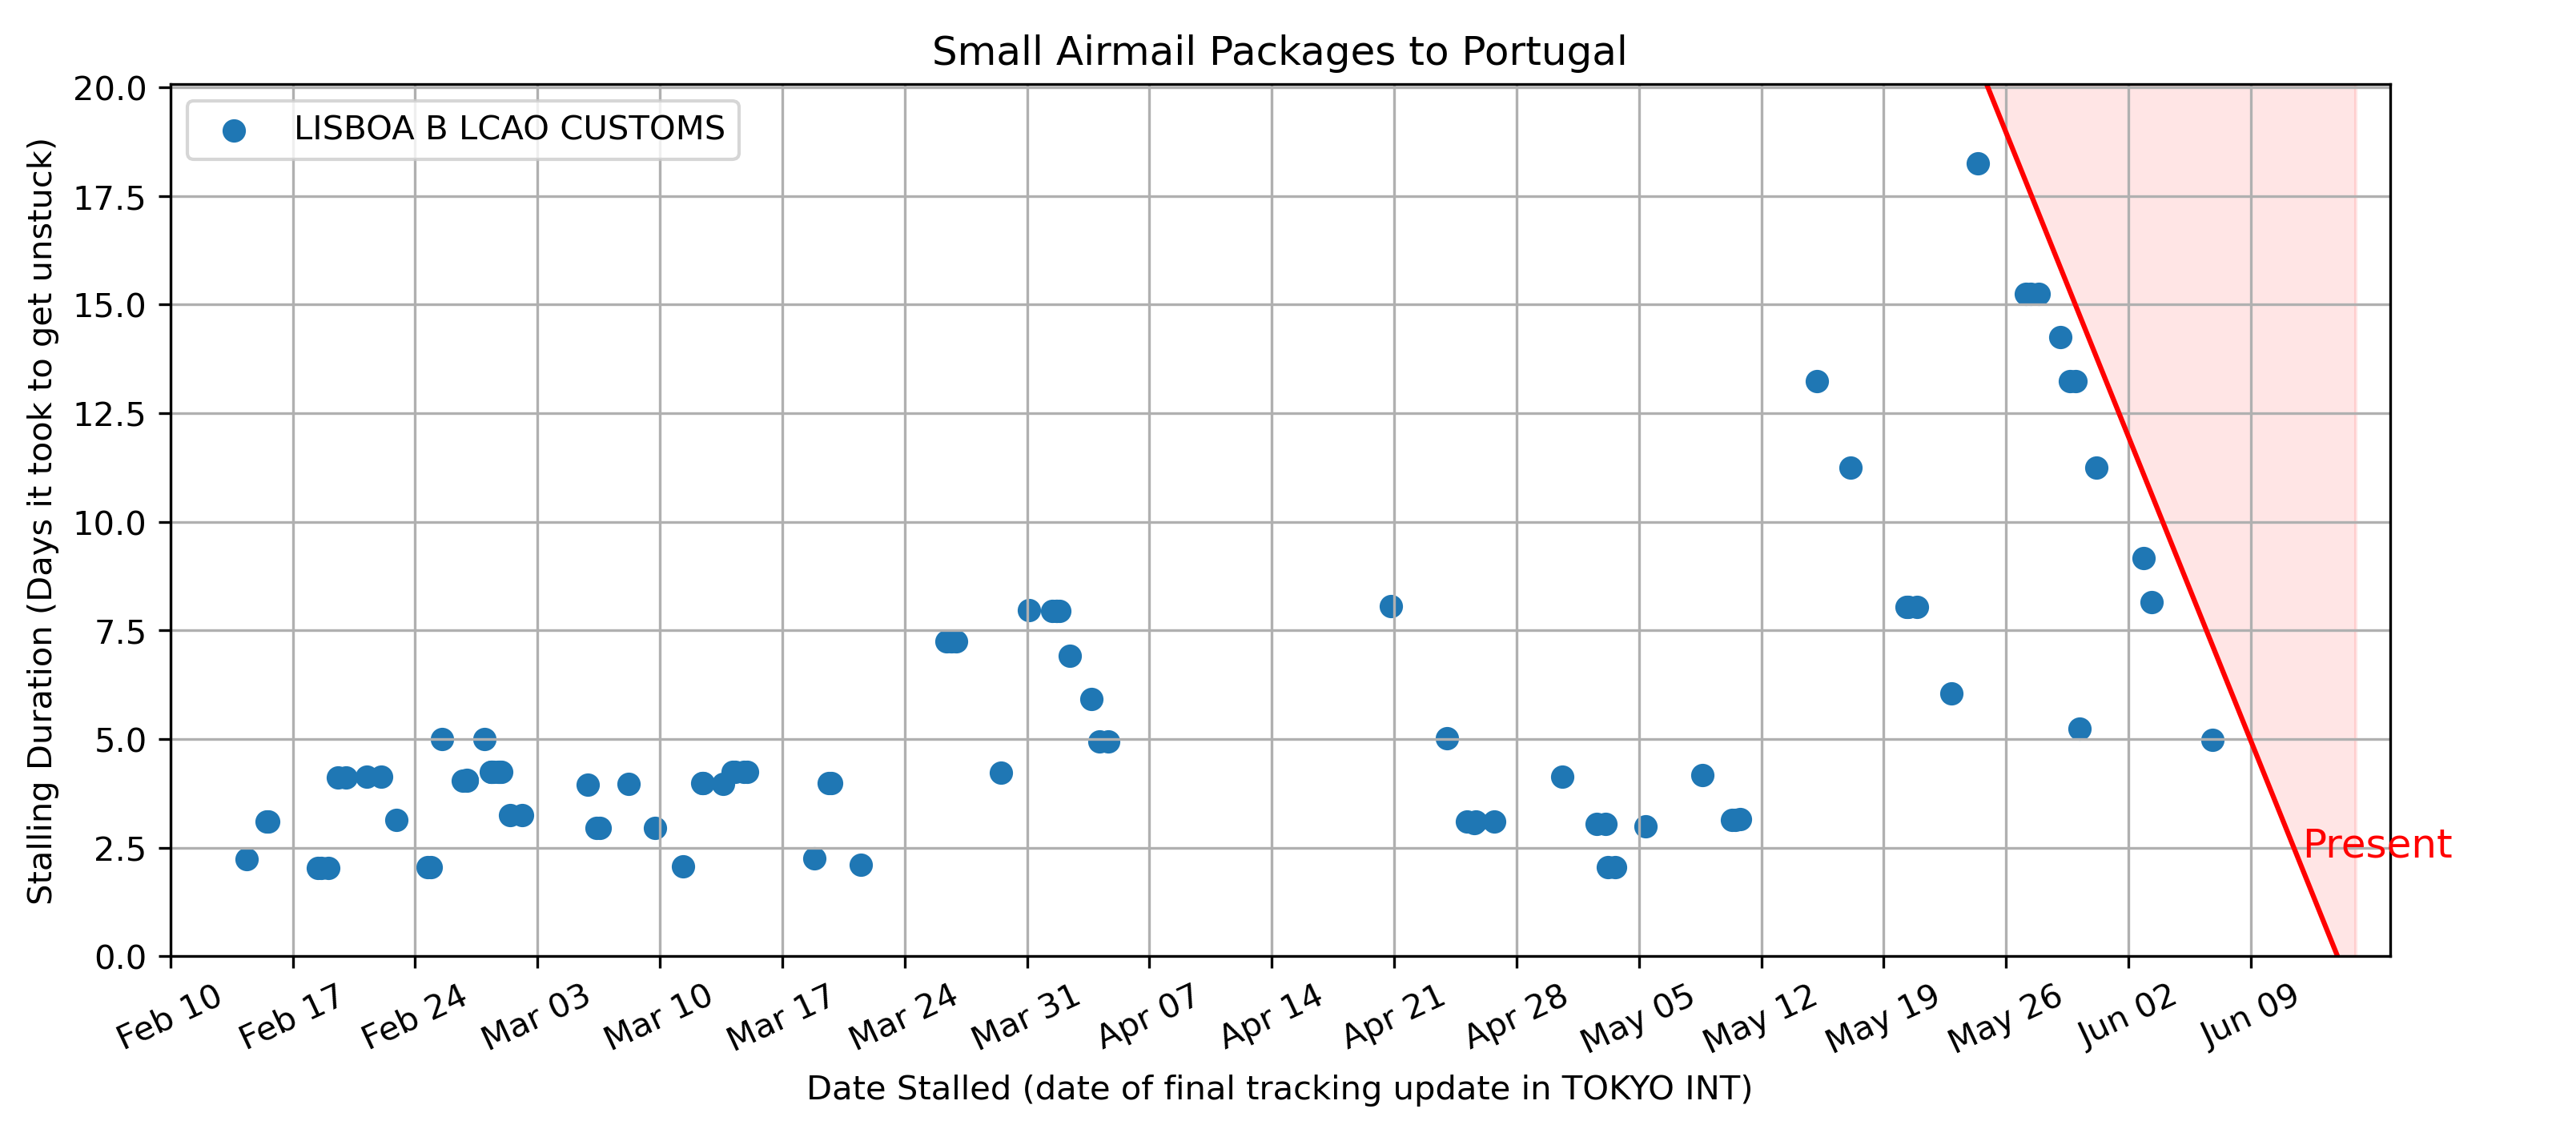 Small Airmail Packages to Portugal
LISBOA B LCAO CUSTOMS
Stalling Duration (Days it took to get unstuck)
20.0
17.5
15.0
12.5
10.0
7.5
5.0
2.5
0.0
Present
Feb 10
Feb 17
Feb 24
Mar 03
Mar 10
Mar 17
Mar 24
Mar 31
Apr 07
Apr 14
Apr 21
Apr 28
May 05
May 12
May 19
May 26
Jun 02
Jun 09
Date Stalled (date of final tracking update in TOKYO INT)